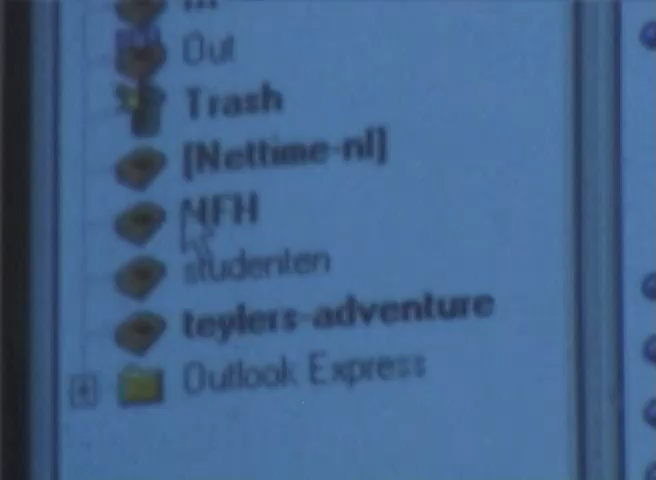 Out
Trash
[Nettime-nl]
NFH
studenten
teylers-adventure
Outlook Express